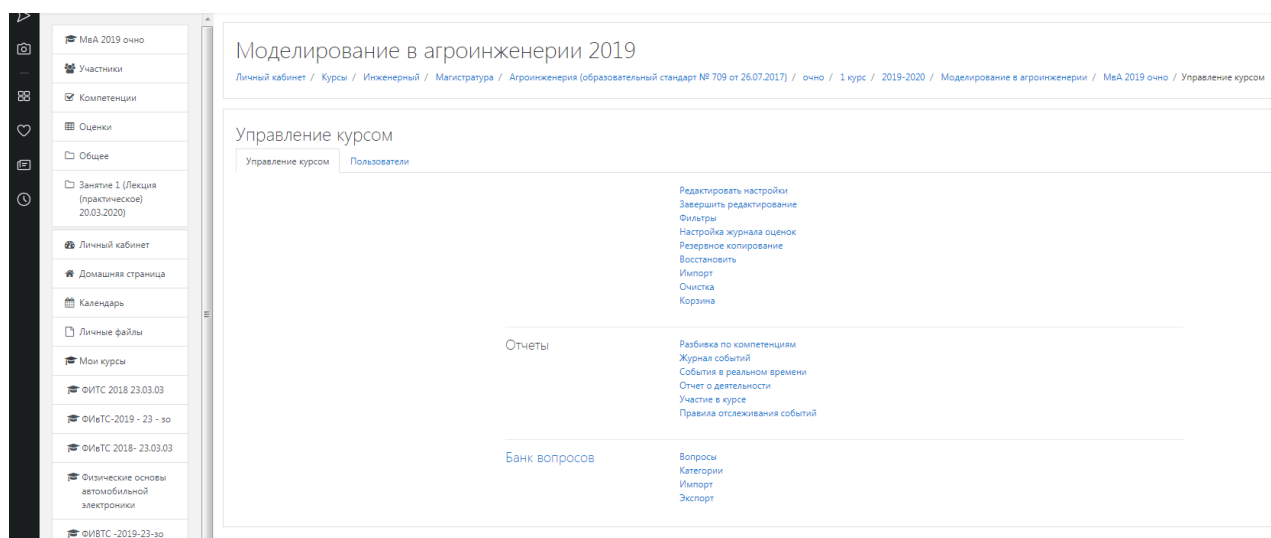 МвА 2019 очно
Участники
Компетенции
Оценки
Общее
Занятие 1 (Лекция
(практическое)
20.03.2020)
Личный кабинет
Домашняя страница
Календарь
Личные файлы
Мои курсы
ФИТС 2018 23.03.03
ФИвТС-2019 - 23 - зо
ФИвТС 2018- 23.03.03
Физические основы
автомобильной
электроники
ФИВТС -2019-23-зо
Моделирование в агроинженерии 2019
Личный кабинет / Курсы / Инженерный / Магистратура / Агроинженерия (образовательный стандарт № 709 от 26.07.2017) / очно / 1 курс / 2019-2020 / Моделирование в агроинженерии / МвА 2019 очно / Управление курсом
Управление курсом
Управление курсом Пользователи
Редактировать настройки
Завершить редактирование
Фильтры
Настройка журнала оценок
Резервное копирование
Восстановить
Импорт
Очистка
Корзина
Отчеты
Разбивка по компетенциям
Журнал событий
События в реальном времени
Отчет о деятельности
Участие в курсе
Правила отслеживания событий
Банк вопросов
Вопросы
Категории
Импорт
Экспорт